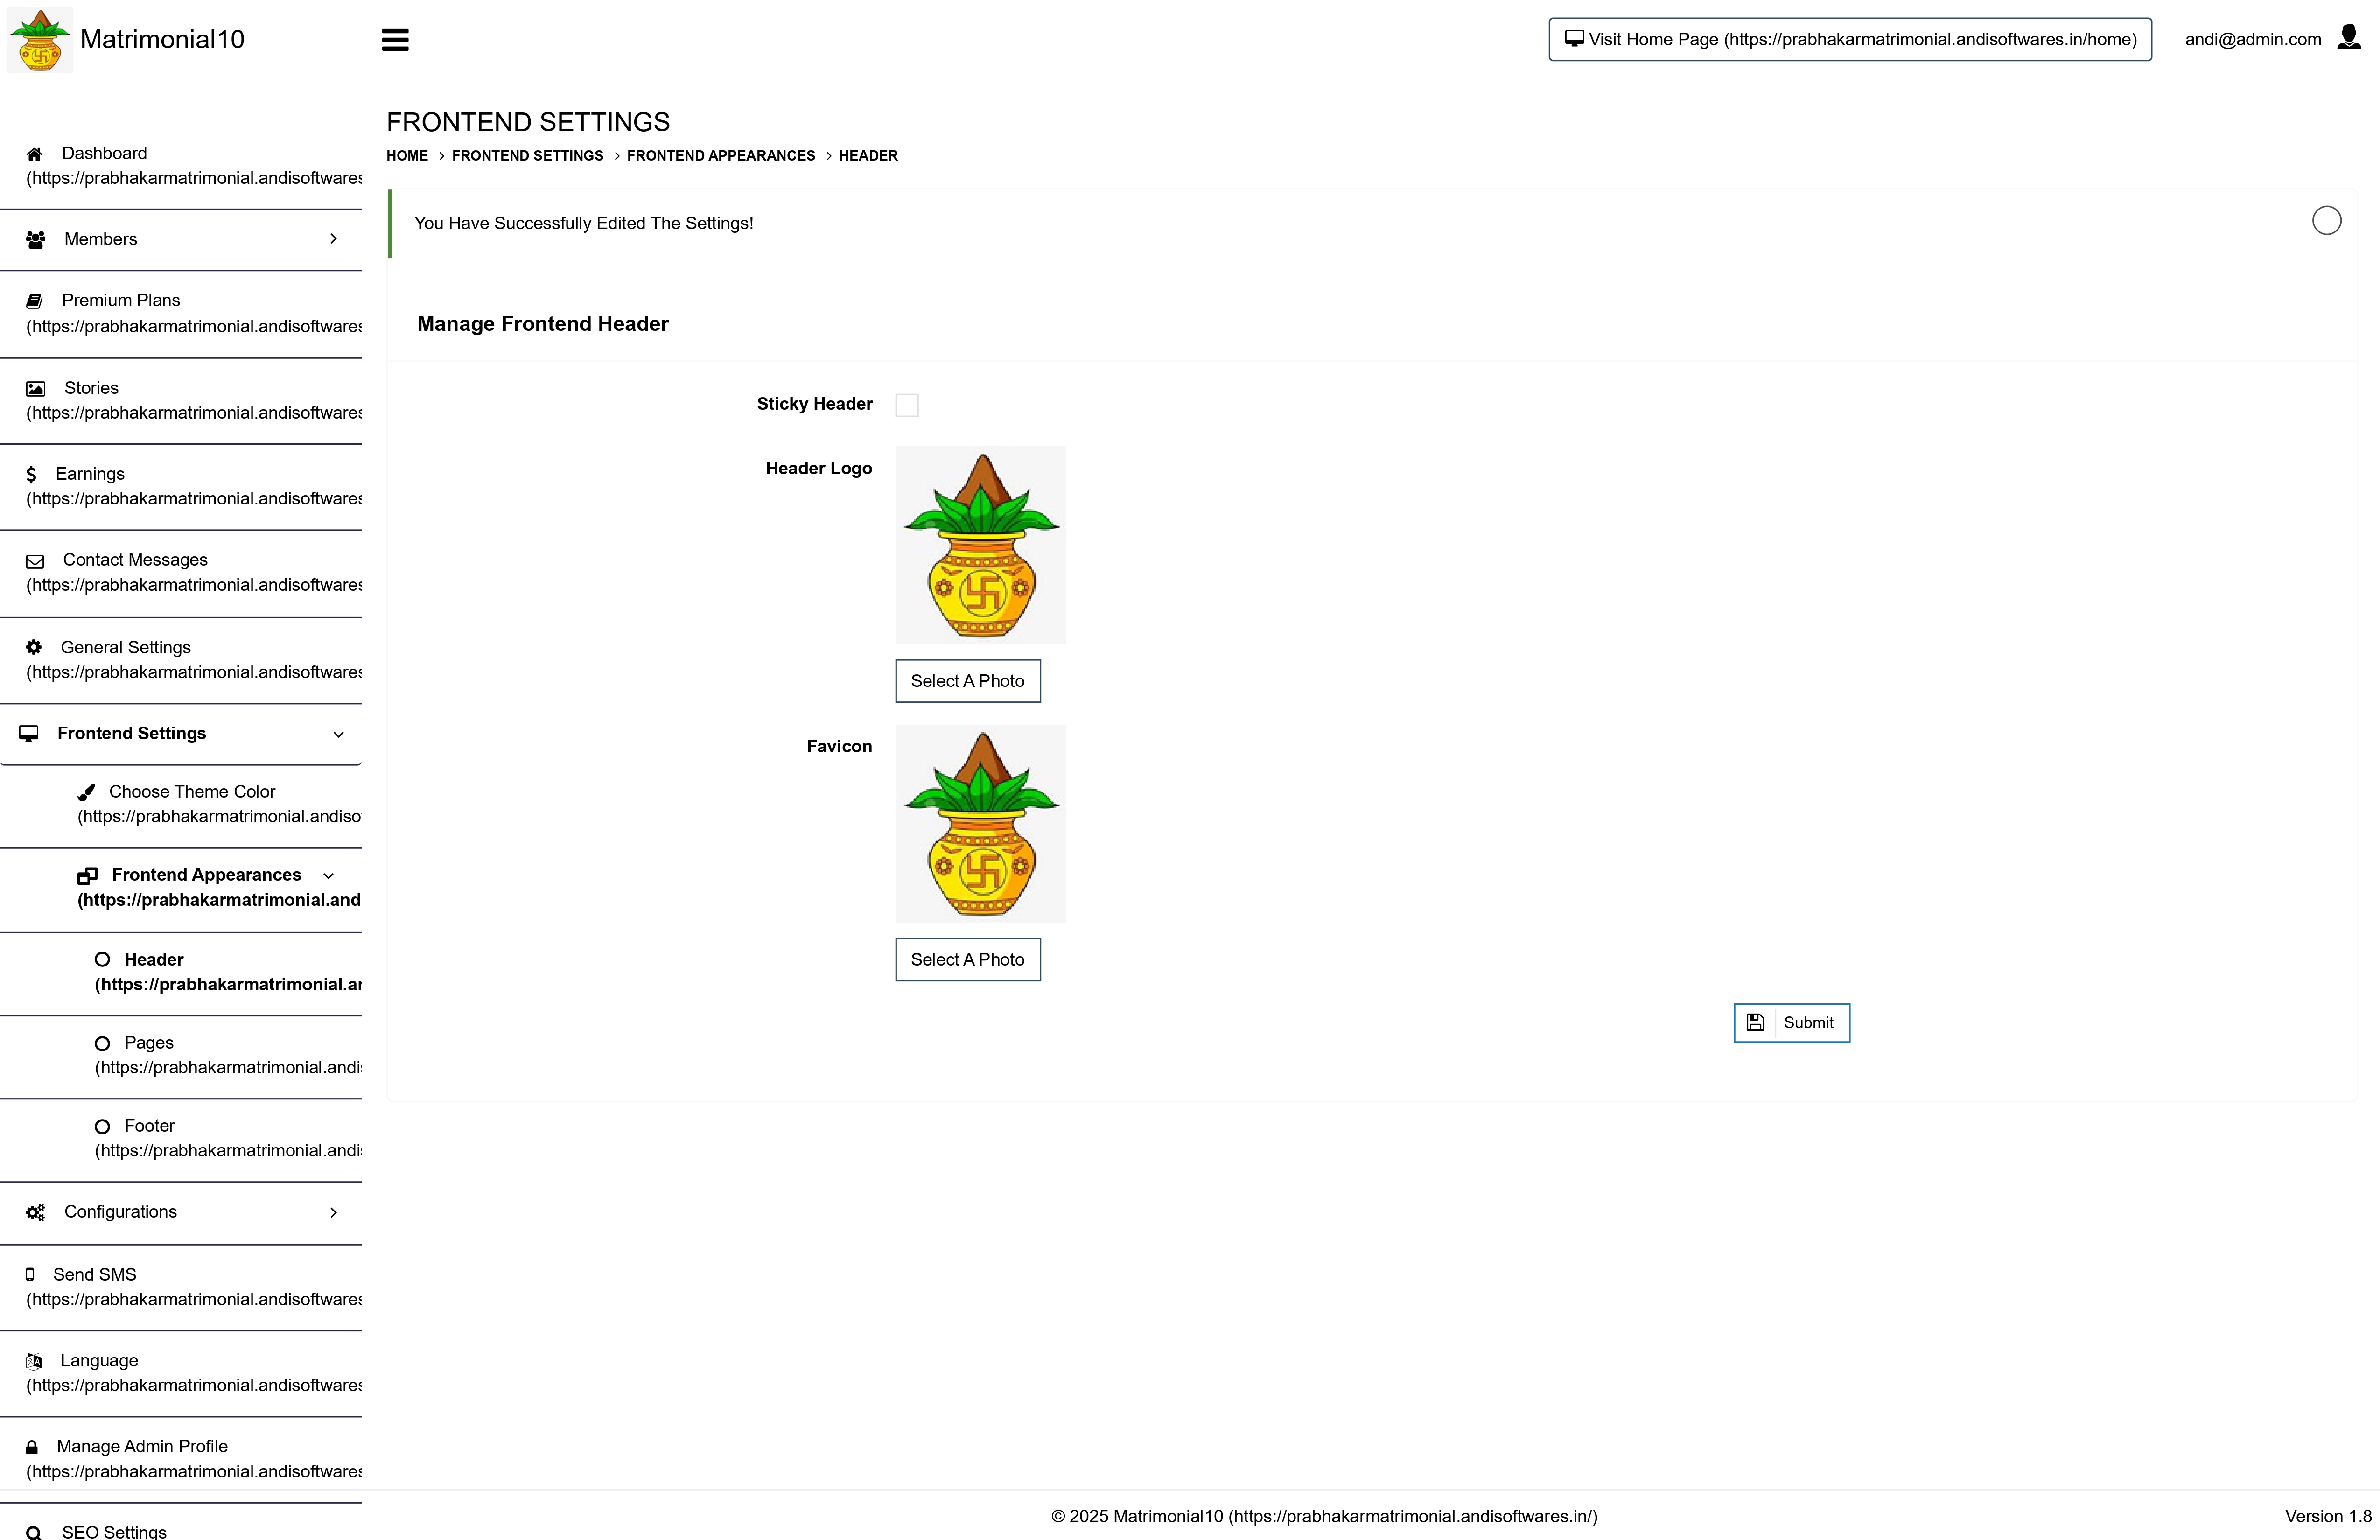 Matrimonial10
Visit Home Page (https://prabhakarmatrimonial.andisoftwares.in/home)
andi@admin.com
Dashboard
(https://prabhakarmatrimonial.andisoftwares
Members
Premium Plans
(https://prabhakarmatrimonial.andisoftwares
Stories
(https://prabhakarmatrimonial.andisoftwares
Earnings
(https://prabhakarmatrimonial.andisoftwares
Contact Messages
(https://prabhakarmatrimonial.andisoftwares
General Settings
(https://prabhakarmatrimonial.andisoftwares
Frontend Settings
Choose Theme Color
(https://prabhakarmatrimonial.andiso
Frontend Appearances
(https://prabhakarmatrimonial.and
Header
(https://prabhakarmatrimonial.an
Pages
(https://prabhakarmatrimonial.andis
Footer
(https://prabhakarmatrimonial.andis
Configurations
Send SMS
(https://prabhakarmatrimonial.andisoftwares
Language
(https://prabhakarmatrimonial.andisoftwares
Manage Admin Profile
(https://prabhakarmatrimonial.andisoftwares
SEO Settings
FRONTEND SETTINGS
HOME > FRONTEND SETTINGS > FRONTEND APPEARANCES > HEADER
You Have Successfully Edited The Settings!
Manage Frontend Header
Sticky Header
Header Logo
Select A Photo
Favicon
Select A Photo
Submit
© 2025 Matrimonial10 (https://prabhakarmatrimonial.andisoftwares.in/)
Version 1.8